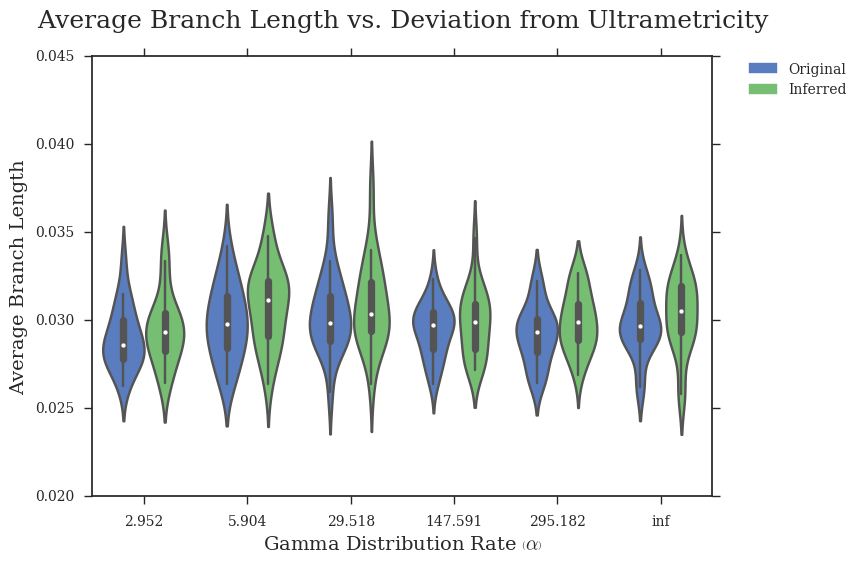 Average Branch Length vs. Deviation from Ultrametricity
Original
Inferred
0.045
0.040
0.035
0.030
0.025
0.020
Average Branch Length
2.952 5.904 29.518 147.591 295.182 inf
Gamma Distribution Rate (α)